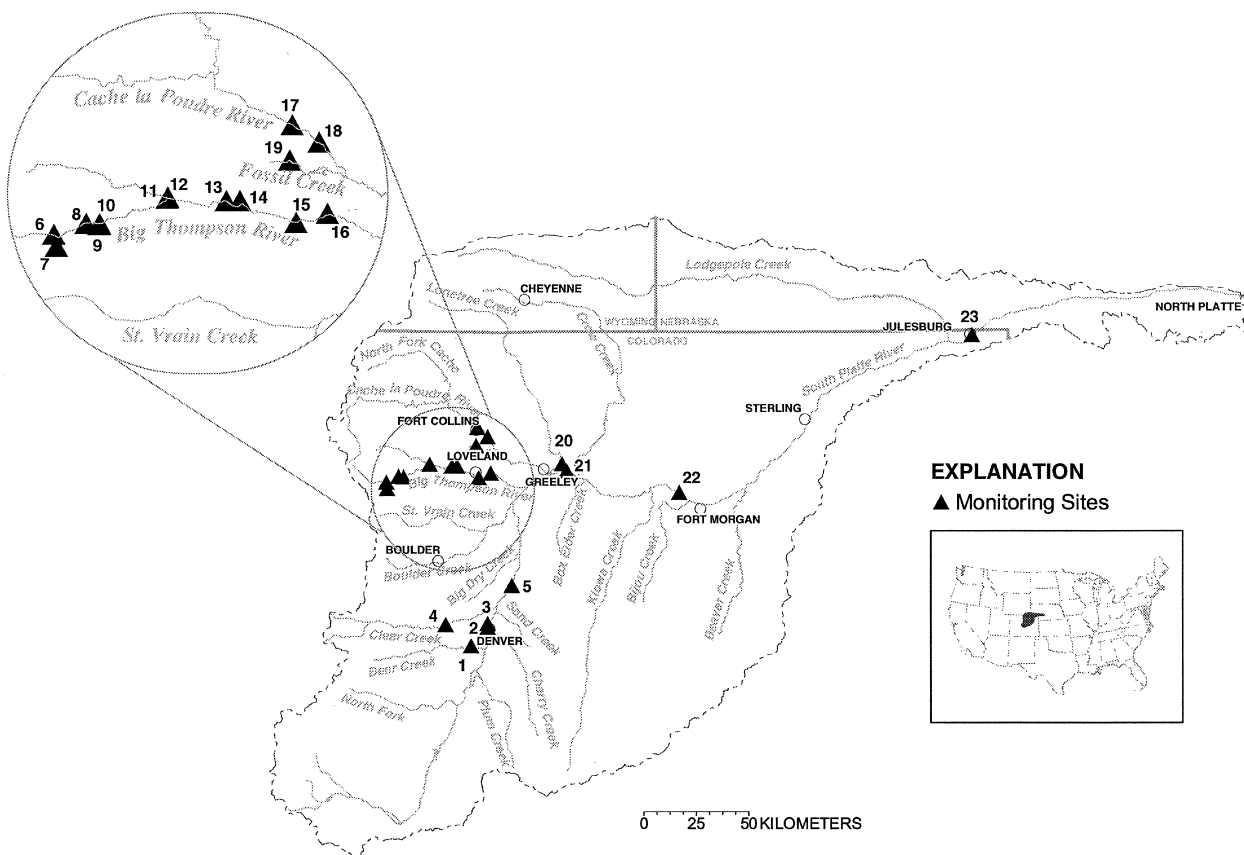 Cache la Poudre River
17
18
19
Fossil Creek
11
12
13
14
8
10
6
9
Big Thompson River
15
16
7
St. Vrain Creek
Lodgepole Creek
CHEYENNE
Lonetree Creek
Crow Creek
NORTH PLATTE
23
WYOMING
NEBRASKA
JULESBURG
COLORADO
North Fork Cache
South Platte River
Cache la Poudre
STERLING
FORT COLLINS
20
LOVELAND
21
GREELEY
22
EXPLANATION
Monitoring Sites
Big Thompson River
St. Vrain Creek
FORT MORGAN
BOULDER
Boulder Creek
Big Dry Creek
Box Elder Creek
Kiowa Creek
Bijou Creek
Beaver Creek
5
4
3
2
Sand Creek
Clear Creek
DENVER
1
Bear Creek
Cherry Creek
North Fork
Plum Creek
0 25 50 KILOMETERS